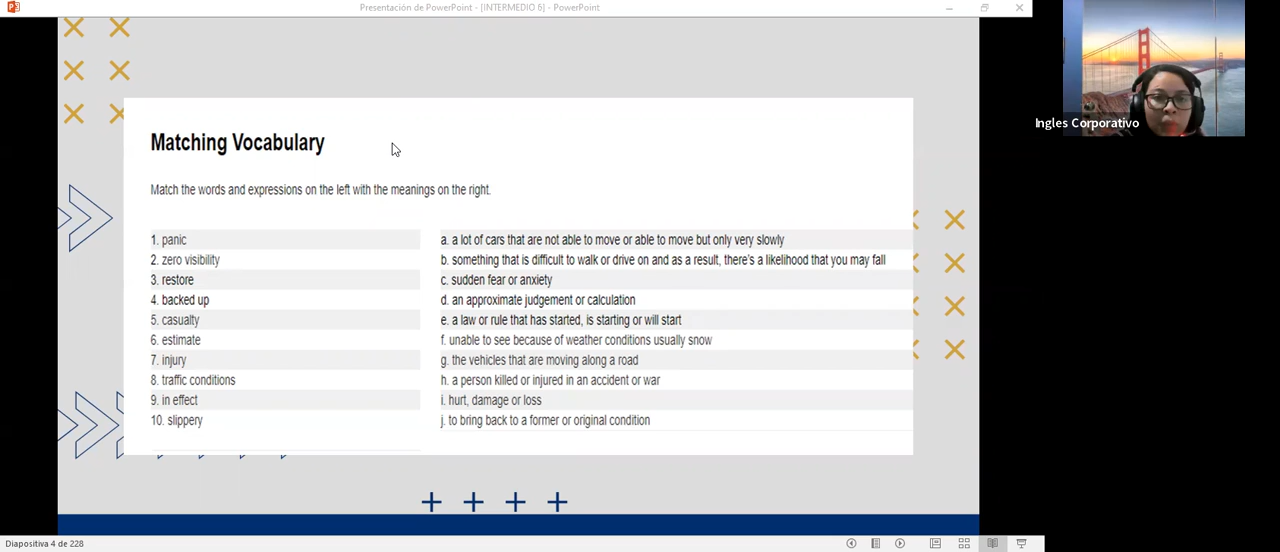 Presentación de PowerPoint - [INTERMEDIO 6] - PowerPoint
Ingles Corporativo
Matching Vocabulary
Match the words and expressions on the left with the meanings on the right.
1. panic
2. zero visibility
3. restore
4. backed up
5. casualty
6. estimate
7. injury
8. traffic conditions
9. in effect
10. slippery
a. a lot of cars that are not able to move or able to move but only very slowly
b. something that is difficult to walk or drive on and as a result, there's a likelihood that you may fall
c. sudden fear or anxiety
d. an approximate judgement or calculation
e. a law or rule that has started, is starting or will start
f. unable to see because of weather conditions usually snow
g. the vehicles that are moving along a road
h. a person killed or injured in an accident or war
i. hurt, damage or loss
j. to bring back to a former or original condition
Diapositiva 4 de 228